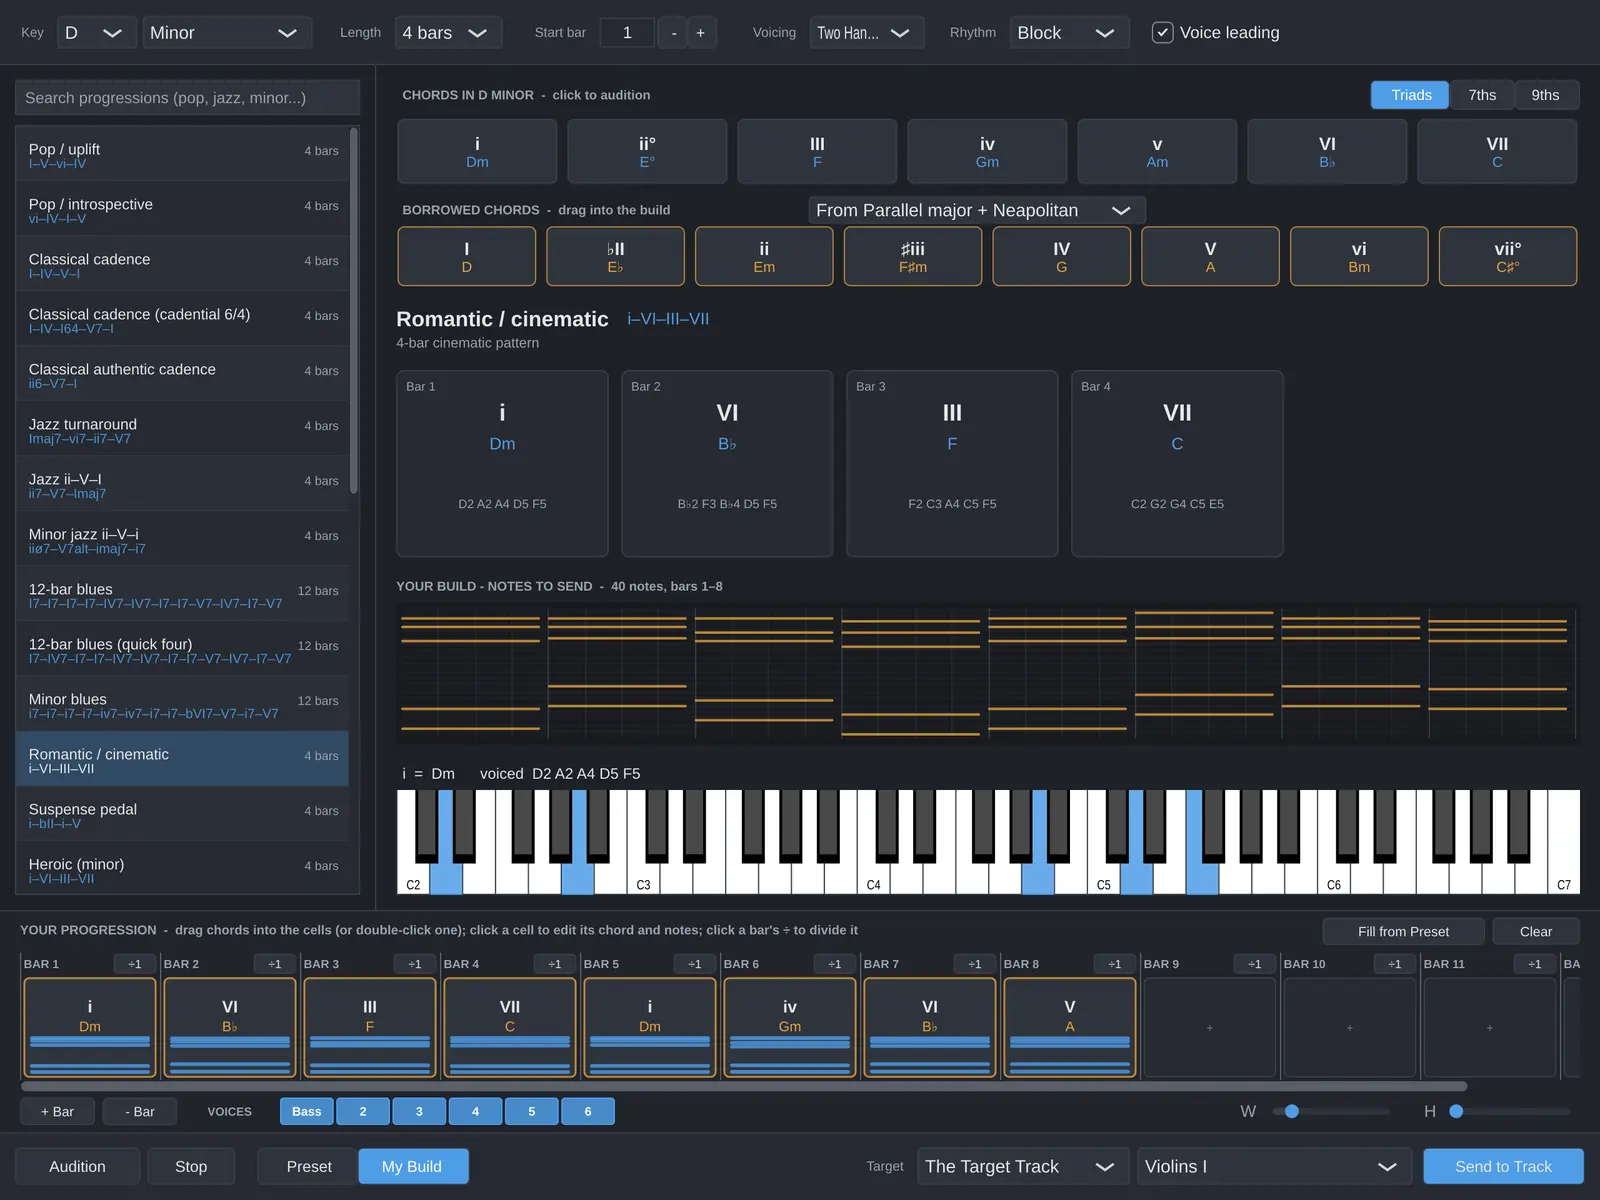 Key D Minor Length 4 bars Start bar 1 - + Voicing Two Han... Rhythm Block Voice leading
Search progressions (pop, jazz, minor...)
Pop / uplift 4 bars
I–V–vi–IV
Pop / introspective 4 bars
vi–IV–I–V
Classical cadence 4 bars
I–IV–V–I
Classical cadence (cadential 6/4) 4 bars
I–IV–I64–V7–I
Classical authentic cadence 4 bars
ii6–V7–I
Jazz turnaround 4 bars
Imaj7–vi7–ii7–V7
Jazz ii–V–I 4 bars
ii7–V7–Imaj7
Minor jazz ii–V–i 4 bars
iiø7–V7alt–imaj7–i7
12-bar blues 12 bars
I7–I7–I7–I7–IV7–IV7–I7–I7–V7–IV7–I7–V7
12-bar blues (quick four) 12 bars
I7–IV7–I7–I7–IV7–IV7–I7–I7–V7–IV7–I7–V7
Minor blues 12 bars
i7–i7–i7–i7–iv7–iv7–i7–i7–bVI7–V7–i7–V7
Romantic / cinematic 4 bars
i–VI–III–VII
Suspense pedal 4 bars
i–bII–i–V
Heroic (minor) 4 bars
i–VI–III–VII
CHORDS IN D MINOR - click to audition Triads 7ths 9ths
i ii° III iv v VI VII
Dm E° F Gm Am B♭ C
BORROWED CHORDS - drag into the build From Parallel major + Neapolitan
I ♭II ii ♯iii IV V vi vii°
D E♭ Em F♯m G A Bm C♯°
Romantic / cinematic i–VI–III–VII
4-bar cinematic pattern
Bar 1 Bar 2 Bar 3 Bar 4
i VI III VII
Dm B♭ F C
D2 A2 A4 D5 F5 B♭2 F3 B♭4 D5 F5 F2 C3 A4 C5 F5 C2 G2 G4 C5 E5
YOUR BUILD - NOTES TO SEND - 40 notes, bars 1–8
i = Dm voiced D2 A2 A4 D5 F5
C2 C3 C4 C5 C6 C7
YOUR PROGRESSION - drag chords into the cells (or double-click one); click a cell to edit its chord and notes; click a bar's ÷ to divide it Fill from Preset Clear
BAR 1 ÷1 BAR 2 ÷1 BAR 3 ÷1 BAR 4 ÷1 BAR 5 ÷1 BAR 6 ÷1 BAR 7 ÷1 BAR 8 ÷1 BAR 9 ÷1 BAR 10 ÷1 BAR 11 ÷1 BA
i VI III VII i iv VI V
Dm B♭ F C Dm Gm B♭ A + + +
+ Bar - Bar VOICES Bass 2 3 4 5 6 W H
Audition Stop Preset My Build Target The Target Track Violins I Send to Track